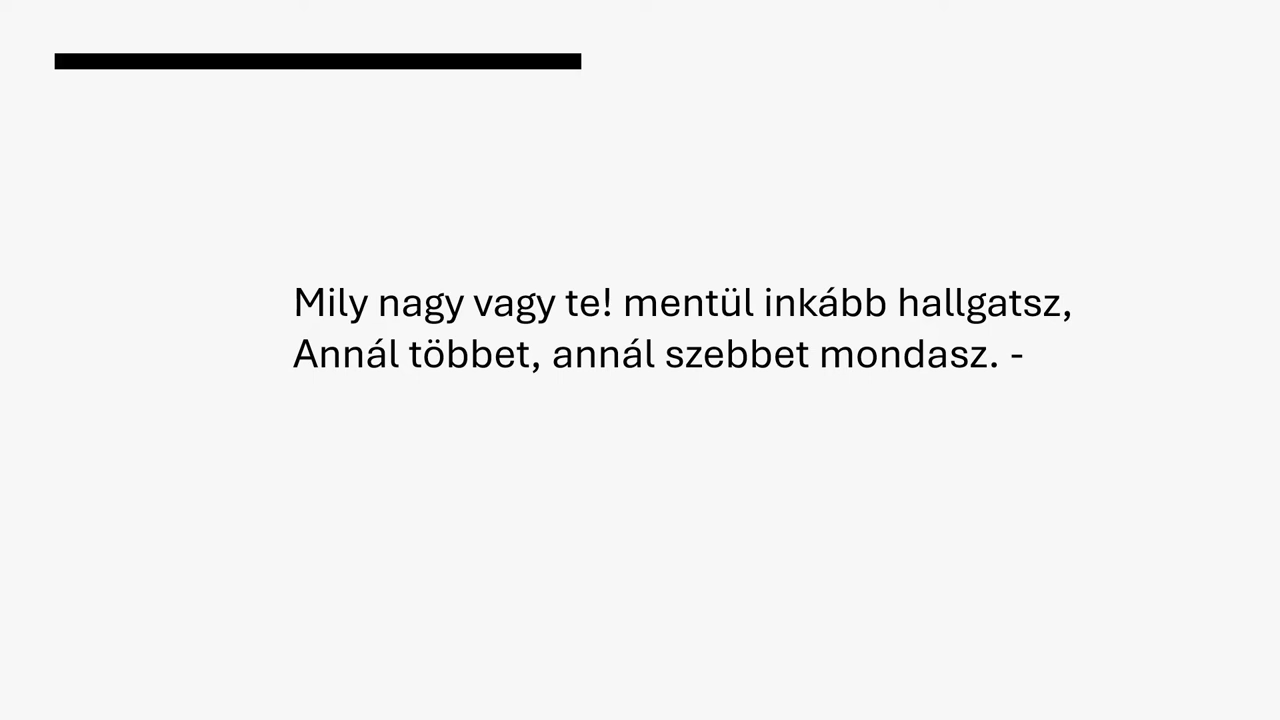 Mily nagy vagy te! mentül inkább hallgatsz,
Annál többet, annál szebbet mondasz. -